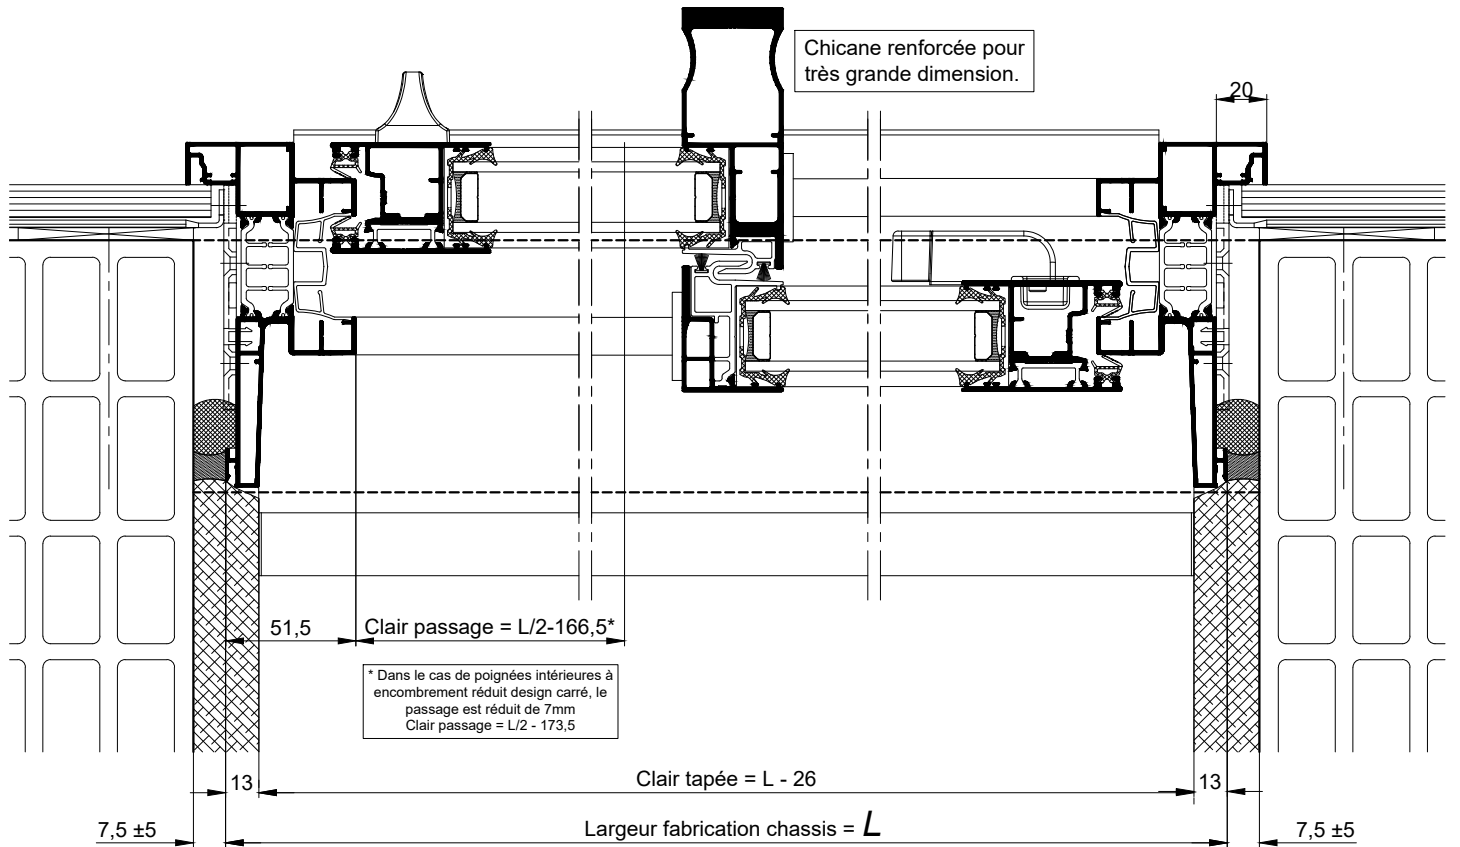 Chicane renforcée pour
très grande dimension.
20
51,5
Clair passage = L/2-166,5*
* Dans le cas de poignées intérieures à
encombrement réduit design carré, le
passage est réduit de 7mm
Clair passage = L/2 - 173,5
13
Clair tapée = L - 26
13
7,5 ±5
Largeur fabrication chassis = L
7,5 ±5